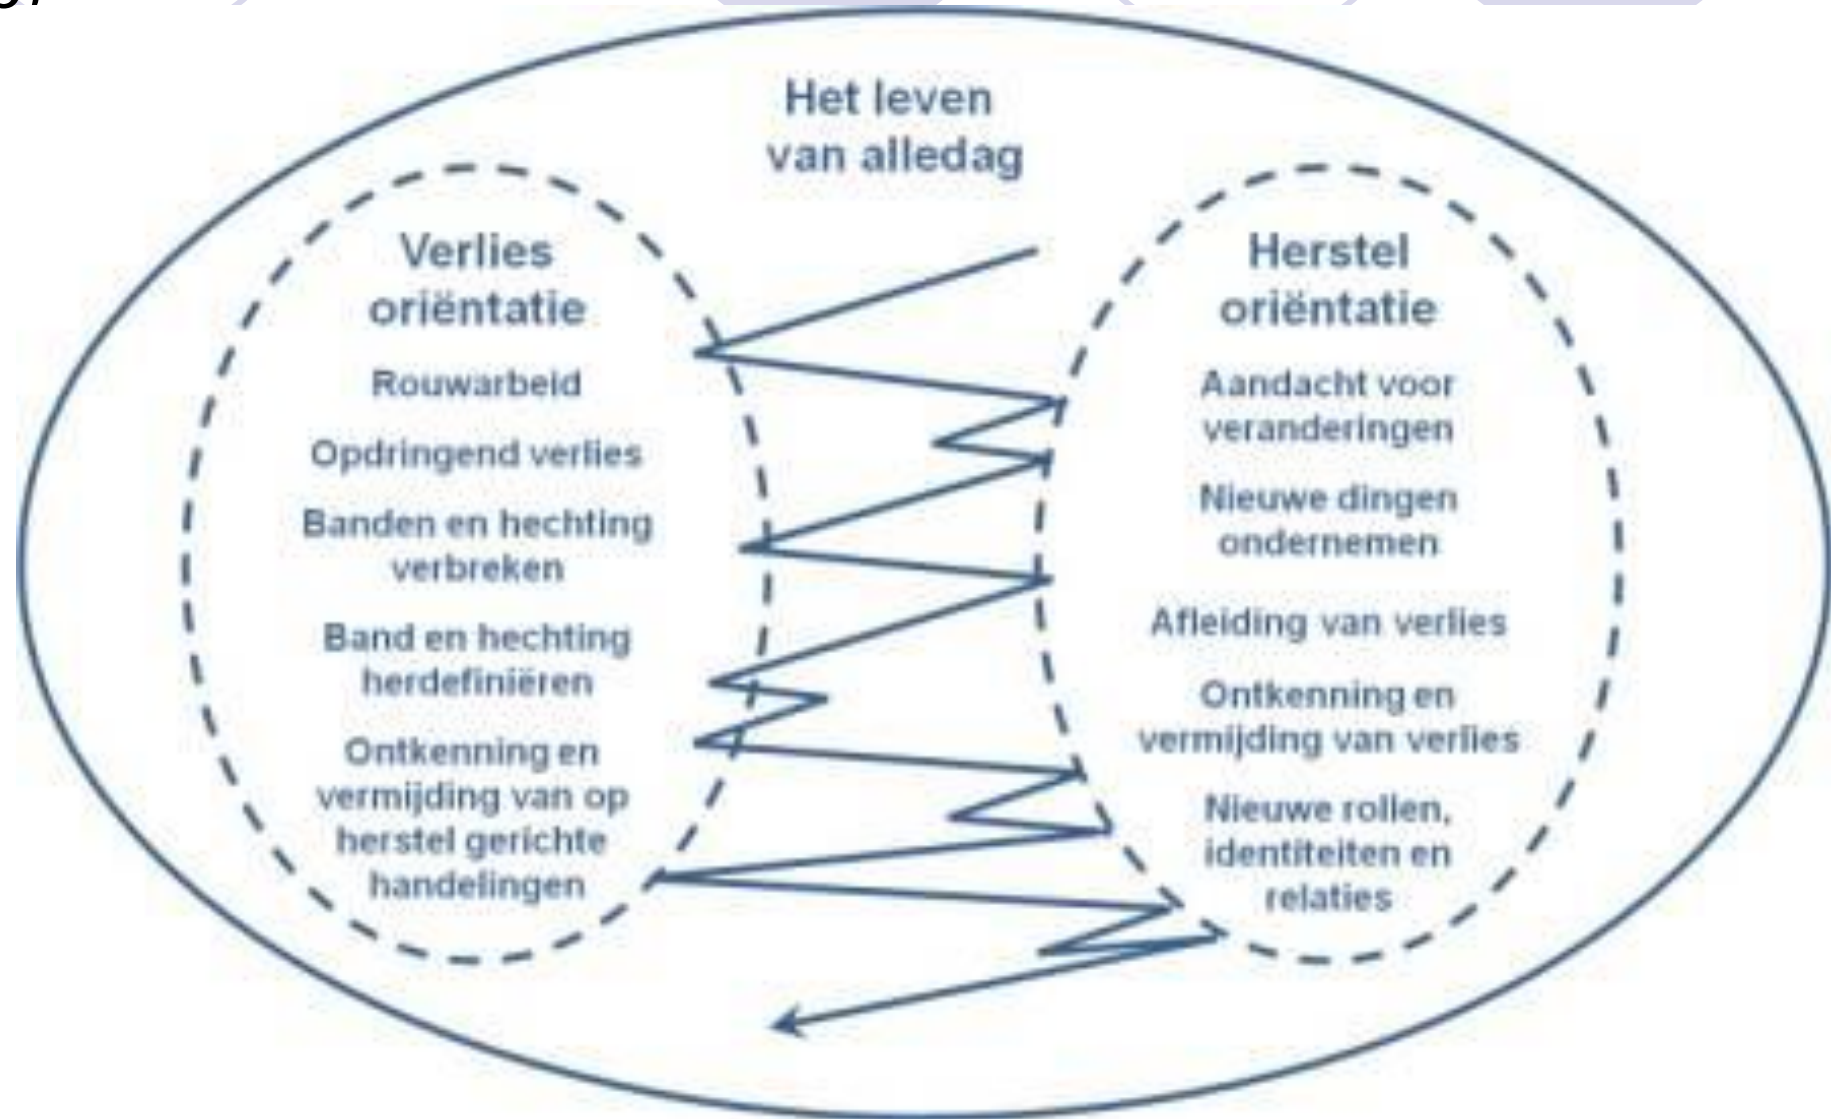 Het leven
van alledag
Verlies
oriëntatie
Rouwarbeid
Opdringend verlies
Banden en hechting
verbreken
Band en hechting
herdefiniëren
Ontkenning en
vermijding van op
herstel gerichte
handelingen
Herstel
oriëntatie
Aandacht voor
veranderingen
Nieuwe dingen
ondernemen
Afleiding van verlies
Ontkenning en
vermijding van verlies
Nieuwe rollen,
identiteiten en
relaties